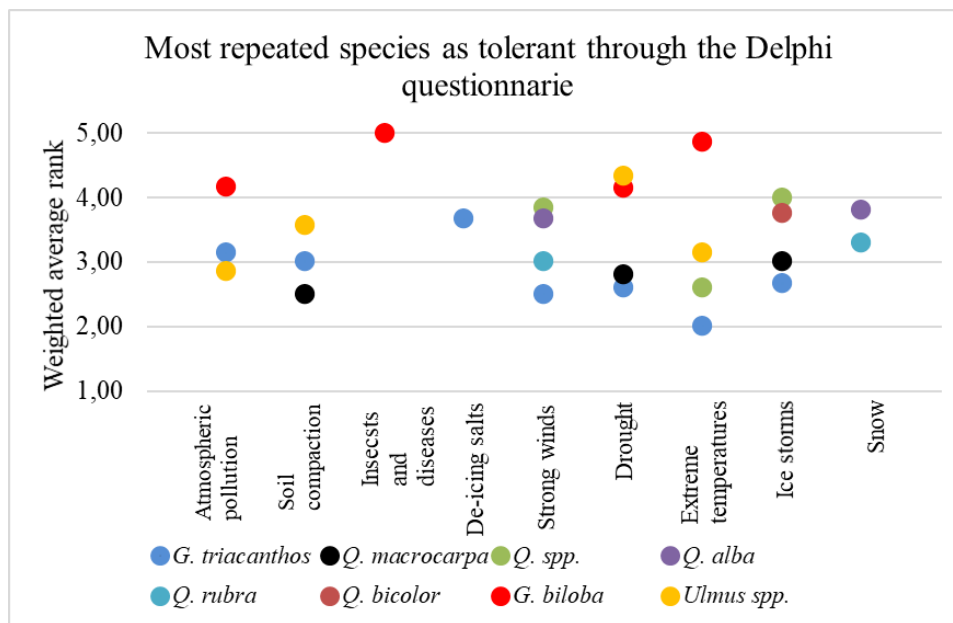 Most repeated species as tolerant through the Delphi
questionnarie
Weighted average rank
5,00
4,00
3,00
2,00
1,00
Atmospheric
pollution
Soil
compaction
Insecsts
and
diseases
De-icing salts
Strong winds
Drought
Extreme
temperatures
Ice storms
Snow
G. triacanthos
Q. macrocarpa
Q. spp.
Q. alba
Q. rubra
Q. bicolor
G. biloba
Ulmus spp.